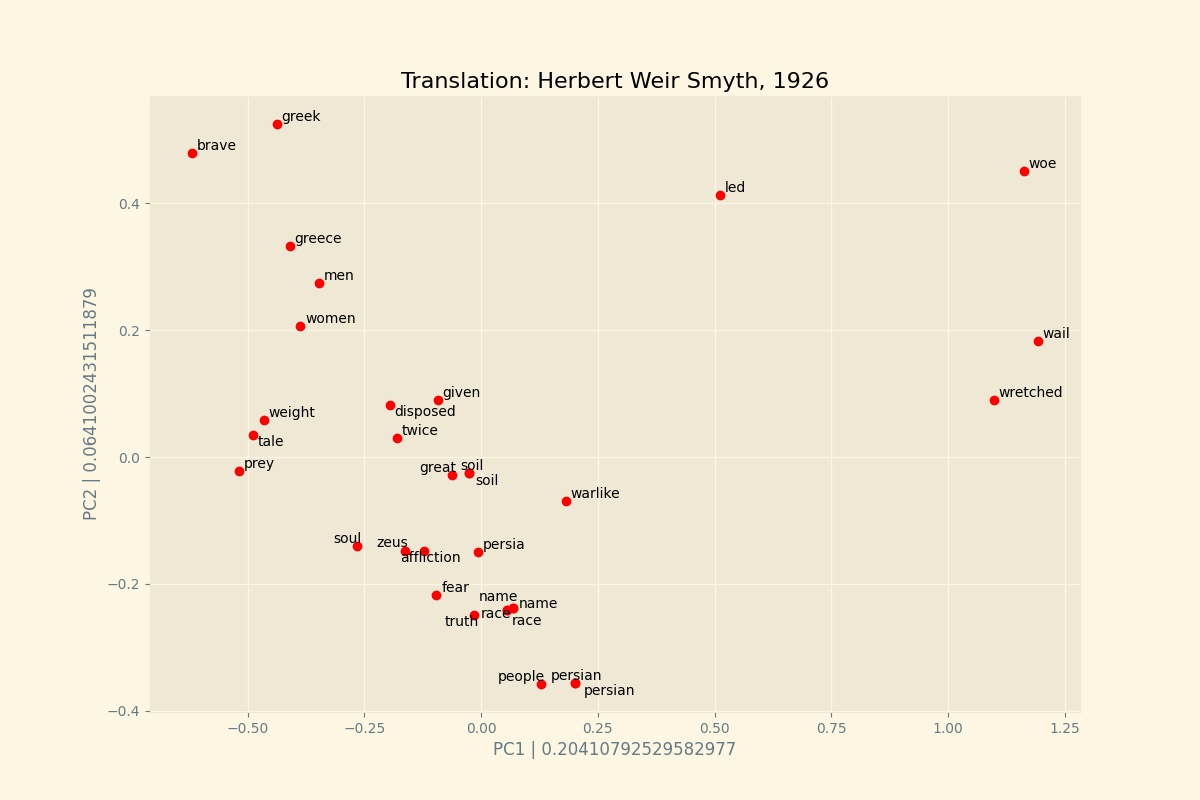 Translation: Herbert Weir Smyth, 1926
greek
brave
woe
led
greece
men
women
wail
given
wretched
disposed
weight
twice
tale
prey
great soil
soil
warlike
soul
zeus
persia
affliction
fear
name
name
race
race
truth
people persian
persian
0.4
0.2
0.0
−0.2
−0.4
PC2 | 0.0641002431511879
−0.50 −0.25 0.00 0.25 0.50 0.75 1.00 1.25
PC1 | 0.20410792529582977